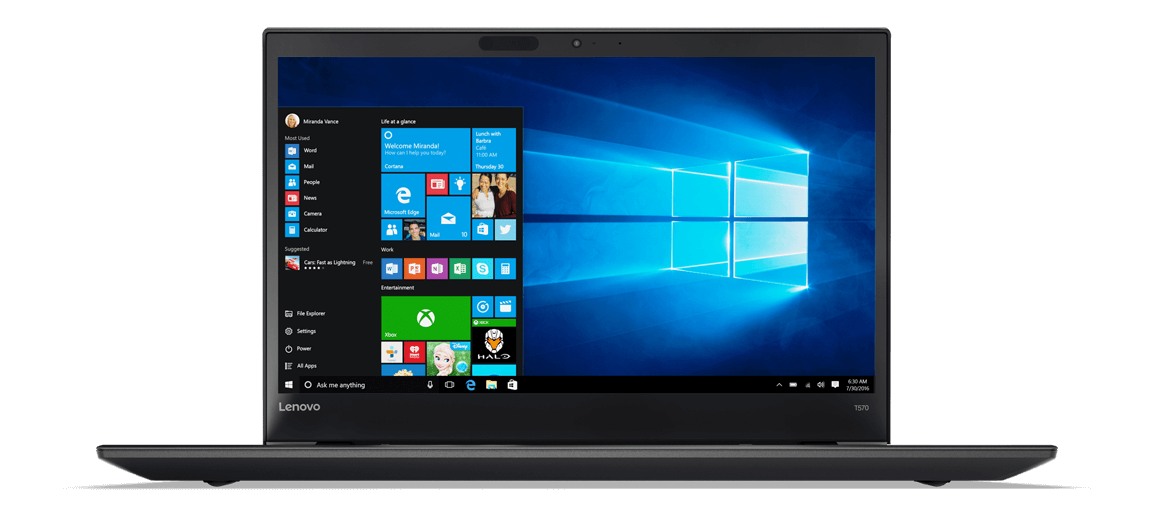 Miranda Vance
Most Used
Word
Mail
People
News
Camera
Calculator
Suggested
Cars: Fast as Lightning Free
File Explorer
Settings
Power
All Apps
Life at a glance
Welcome Miranda!
How can I help you today?
Cortana
Lunch with
Barbra
Café
11:00 AM
Thursday 30
Microsoft Edge
Mail 10
Work
Entertainment
Xbox
XBOX
HALO
Disney
Ask me anything
6:30 AM
7/30/2016
Lenovo
T570